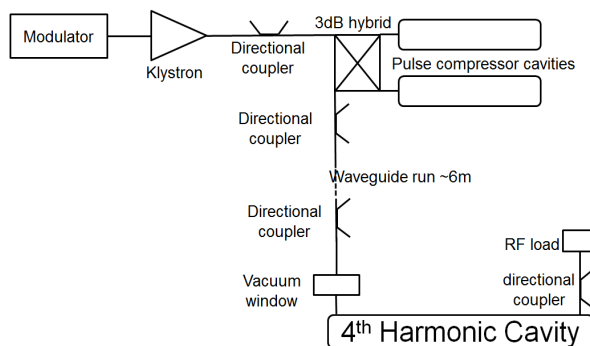 3dB hybrid
Modulator
Directional
coupler
Klystron
Pulse compressor cavities
Directional
coupler
Waveguide run ~6m
Directional
coupler
RF load
Vacuum
window
directional
coupler
4th Harmonic Cavity